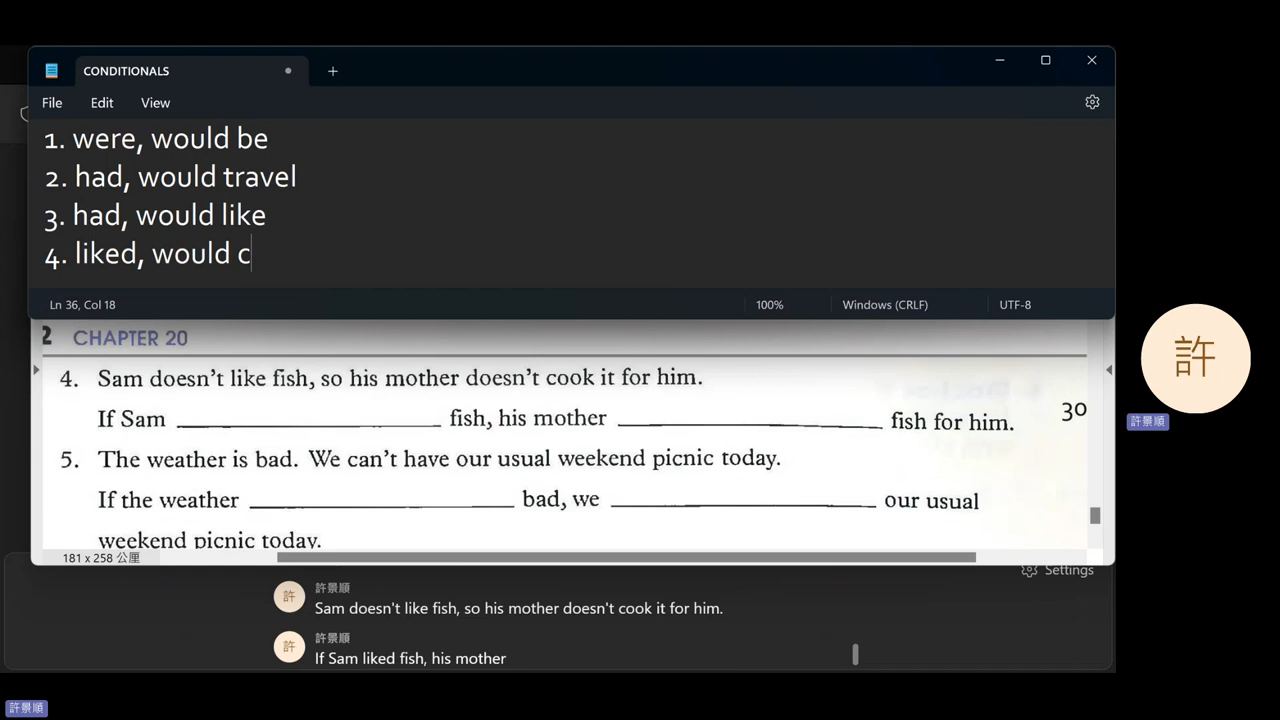 CONDITIONALS
File Edit View
1. were, would be
2. had, would travel
3. had, would like
4. liked, would c
Ln 36, Col 18 100% Windows (CRLF) UTF-8
2 CHAPTER 20
4. Sam doesn't like fish, so his mother doesn't cook it for him.
If Sam ____________ fish, his mother ____________ fish for him.
30
5. The weather is bad. We can't have our usual weekend picnic today.
If the weather ____________ bad, we ____________ our usual
weekend picnic today.
181 x 258 公厘
Settings
許
許景順
許 許景順
Sam doesn't like fish, so his mother doesn't cook it for him.
許 許景順
If Sam liked fish, his mother
許景順